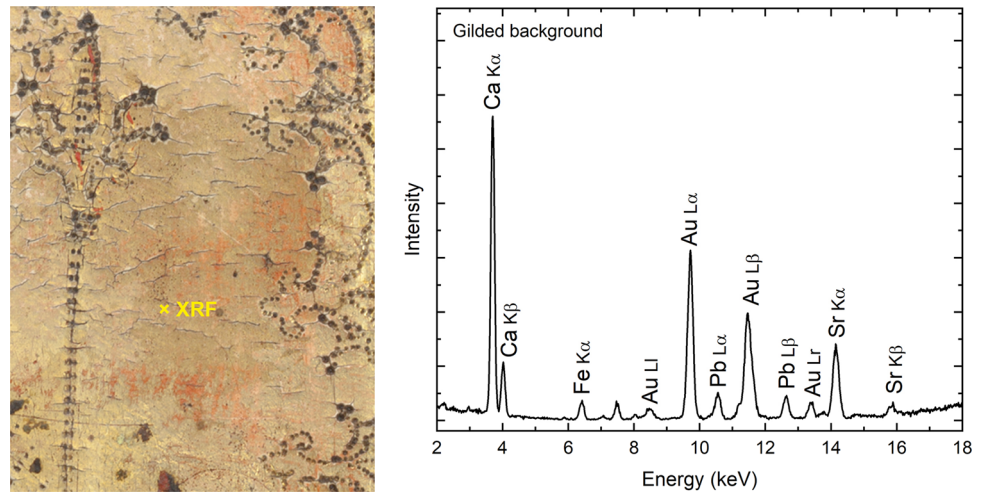 × XRF
Gilded background
Ca Kα
Ca Kβ
Fe Kα
Au Ll
Au Lα
Pb Lα
Au Lβ
Pb Lβ
Au Lr
Sr Kα
Sr Kβ
Intensity
2 4 6 8 10 12 14 16 18
Energy (keV)